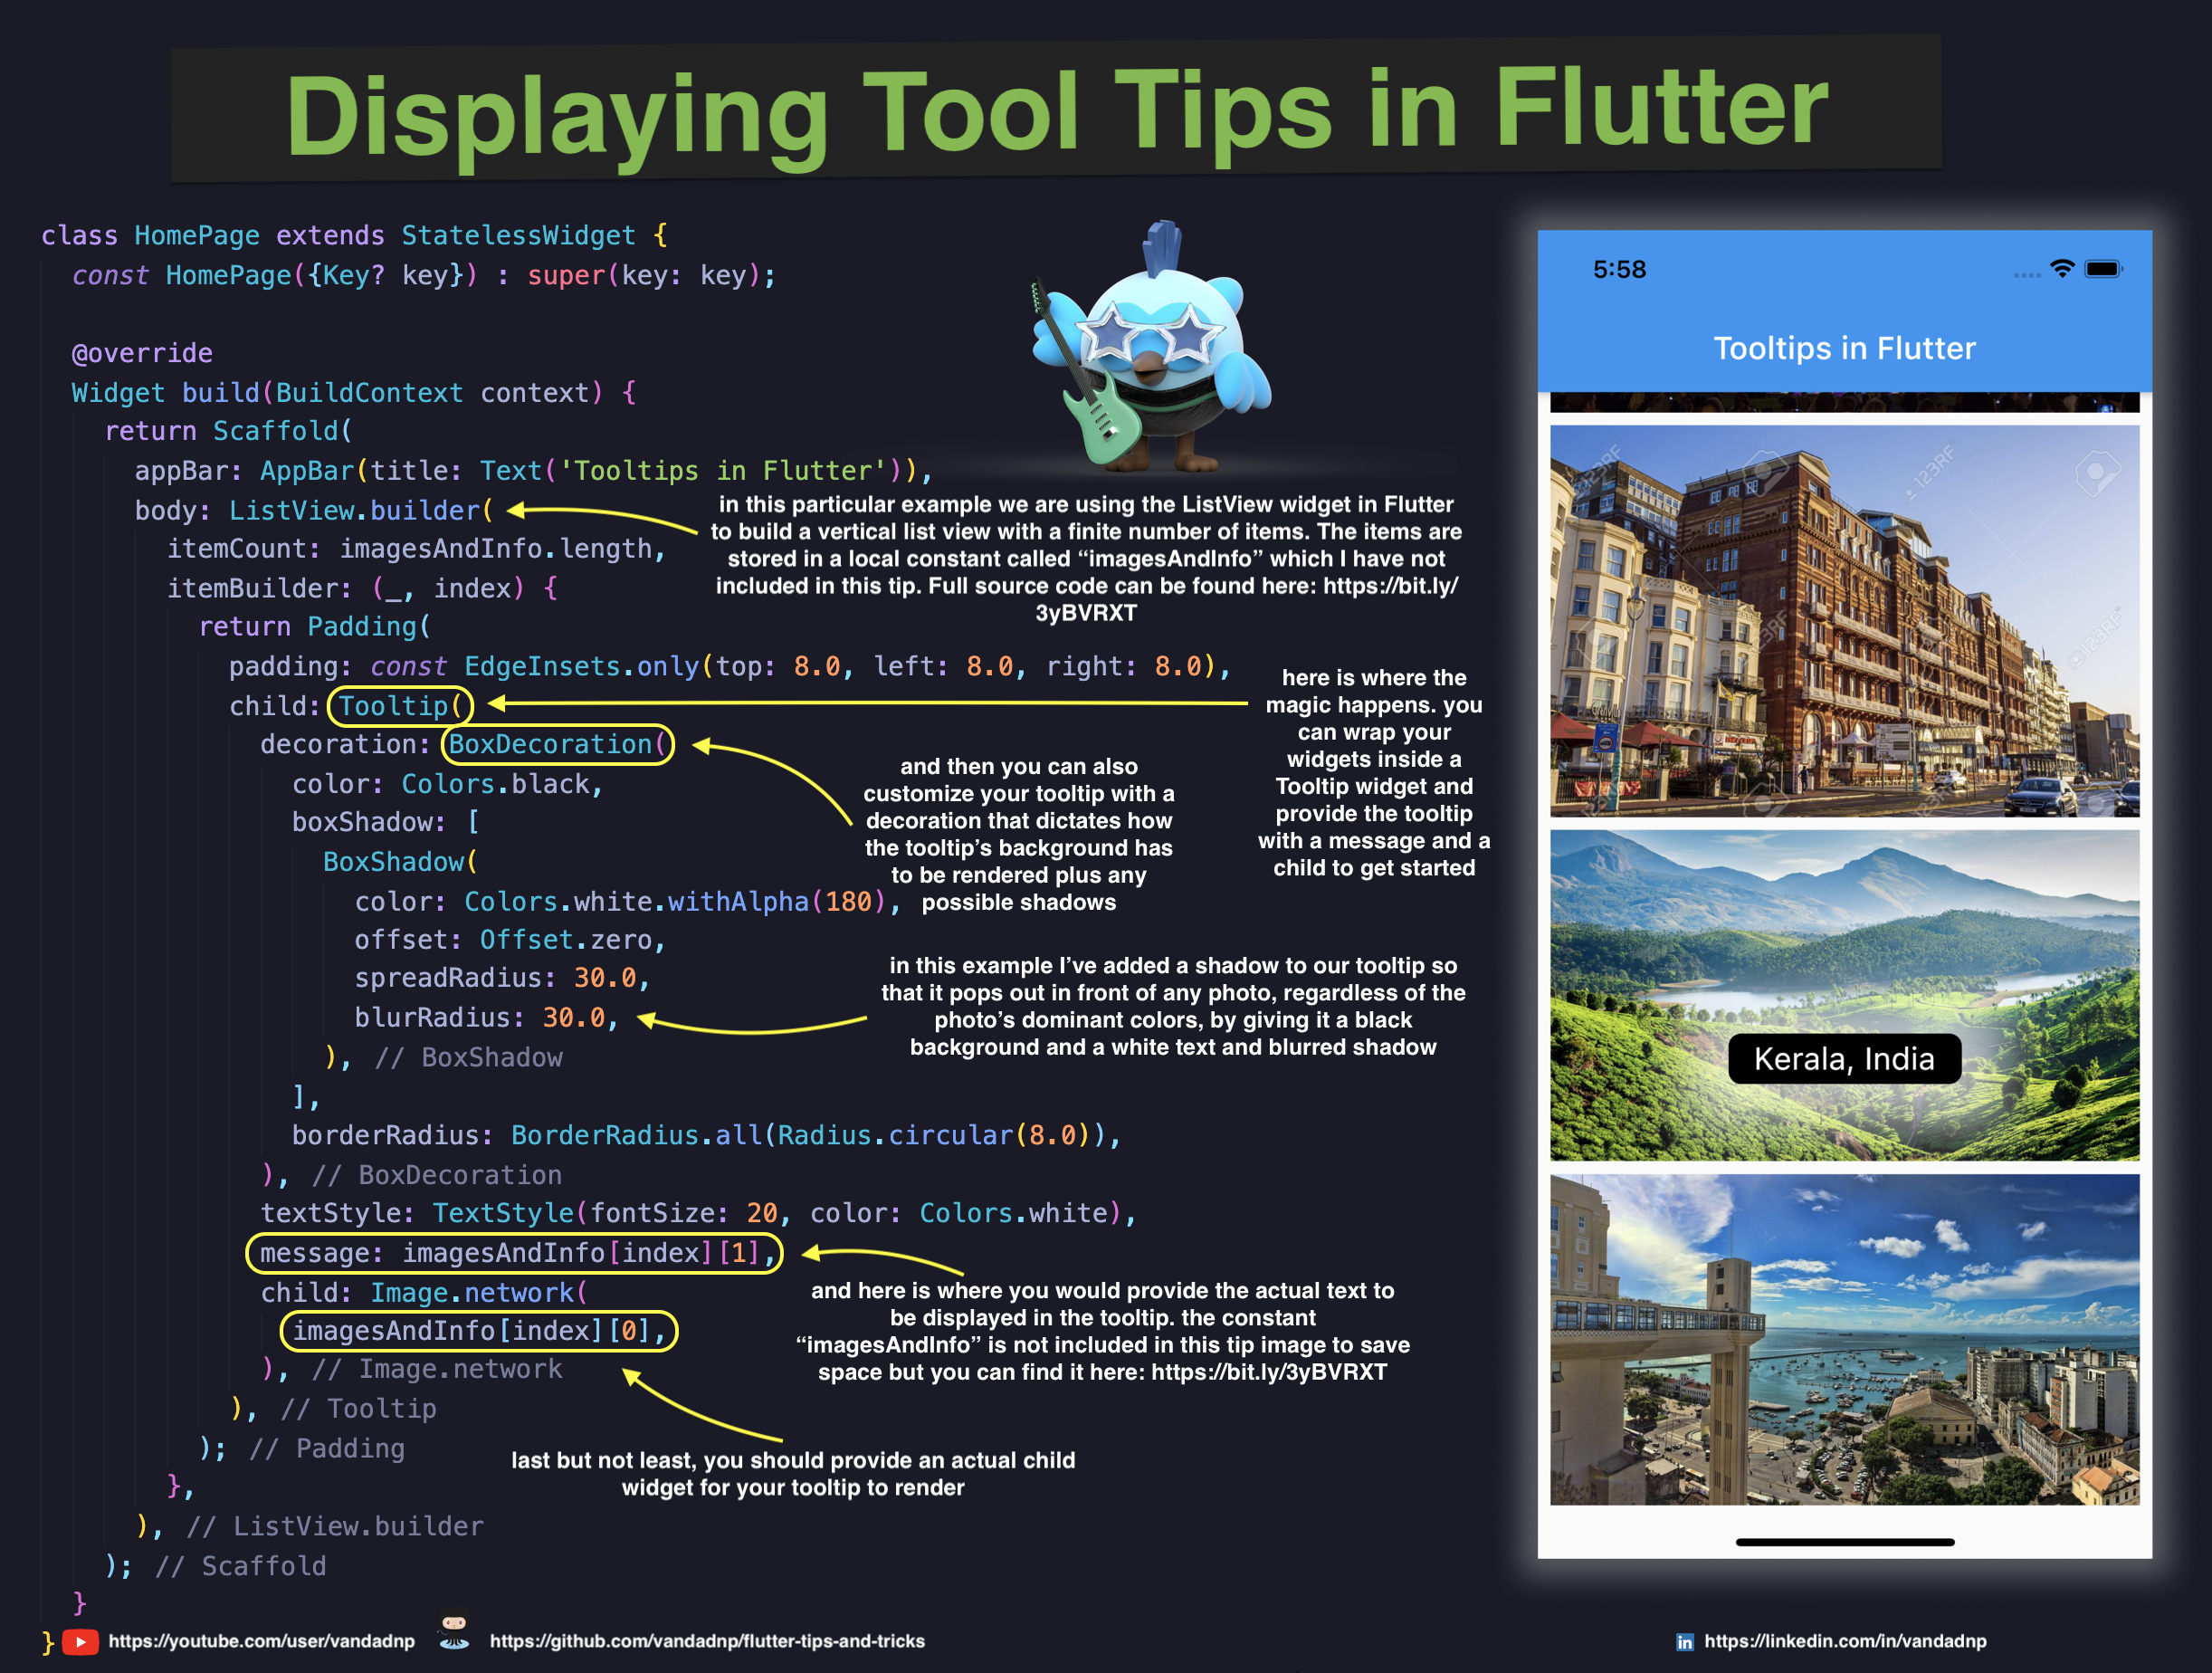 Displaying Tool Tips in Flutter
class HomePage extends StatelessWidget {
const HomePage({Key? key}) : super(key: key);
@override
Widget build(BuildContext context) {
return Scaffold(
appBar: AppBar(title: Text('Tooltips in Flutter')),
body: ListView.builder(
itemCount: imagesAndInfo.length,
itemBuilder: (_, index) {
return Padding(
padding: const EdgeInsets.only(top: 8.0, left: 8.0, right: 8.0),
child: Tooltip(
decoration: BoxDecoration(
color: Colors.black,
boxShadow: [
BoxShadow(
color: Colors.white.withAlpha(180),
offset: Offset.zero,
spreadRadius: 30.0,
blurRadius: 30.0,
), // BoxShadow
],
borderRadius: BorderRadius.all(Radius.circular(8.0)),
), // BoxDecoration
textStyle: TextStyle(fontSize: 20, color: Colors.white),
message: imagesAndInfo[index][1],
child: Image.network(
imagesAndInfo[index][0],
), // Image.network
), // Tooltip
); // Padding
},
), // ListView.builder
); // Scaffold
}
}
in this particular example we are using the ListView widget in Flutter
to build a vertical list view with a finite number of items. The items are
stored in a local constant called “imagesAndInfo” which I have not
included in this tip. Full source code can be found here: https://bit.ly/
3yBVRXT
here is where the
magic happens. you
can wrap your
widgets inside a
Tooltip widget and
provide the tooltip
with a message and a
child to get started
and then you can also
customize your tooltip with a
decoration that dictates how
the tooltip’s background has
to be rendered plus any
possible shadows
in this example I’ve added a shadow to our tooltip so
that it pops out in front of any photo, regardless of the
photo’s dominant colors, by giving it a black
background and a white text and blurred shadow
and here is where you would provide the actual text to
be displayed in the tooltip. the constant
“imagesAndInfo” is not included in this tip image to save
space but you can find it here: https://bit.ly/3yBVRXT
last but not least, you should provide an actual child
widget for your tooltip to render
5:58
Tooltips in Flutter
123RF
123RF
123RF
123RF
123RF
Kerala, India
https://youtube.com/user/vandadnp
https://github.com/vandadnp/flutter-tips-and-tricks
in
https://linkedin.com/in/vandadnp